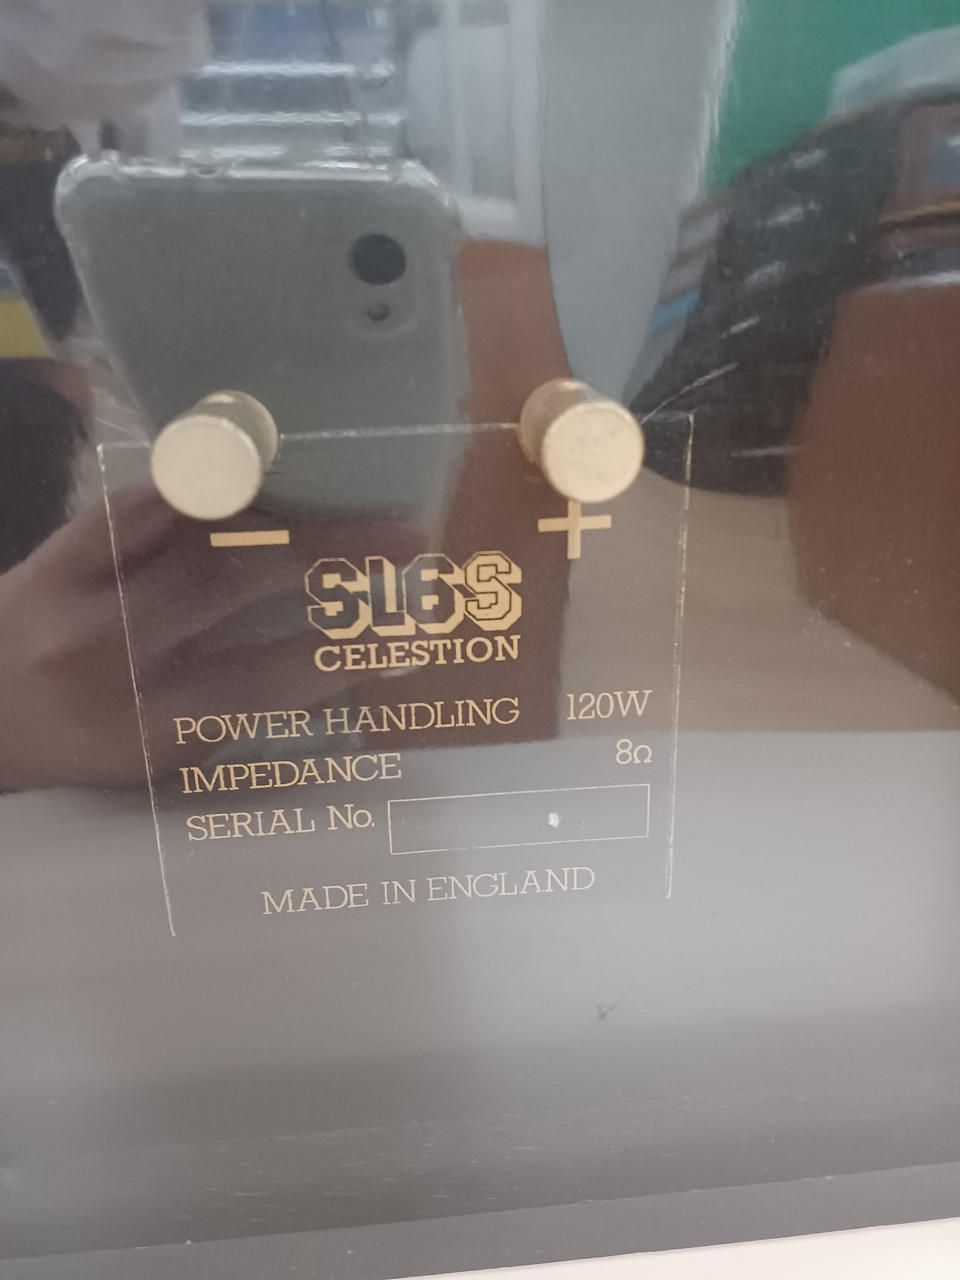 − +
SL6S
CELESTION
POWER HANDLING 120W
IMPEDANCE 8Ω
SERIAL No.
MADE IN ENGLAND